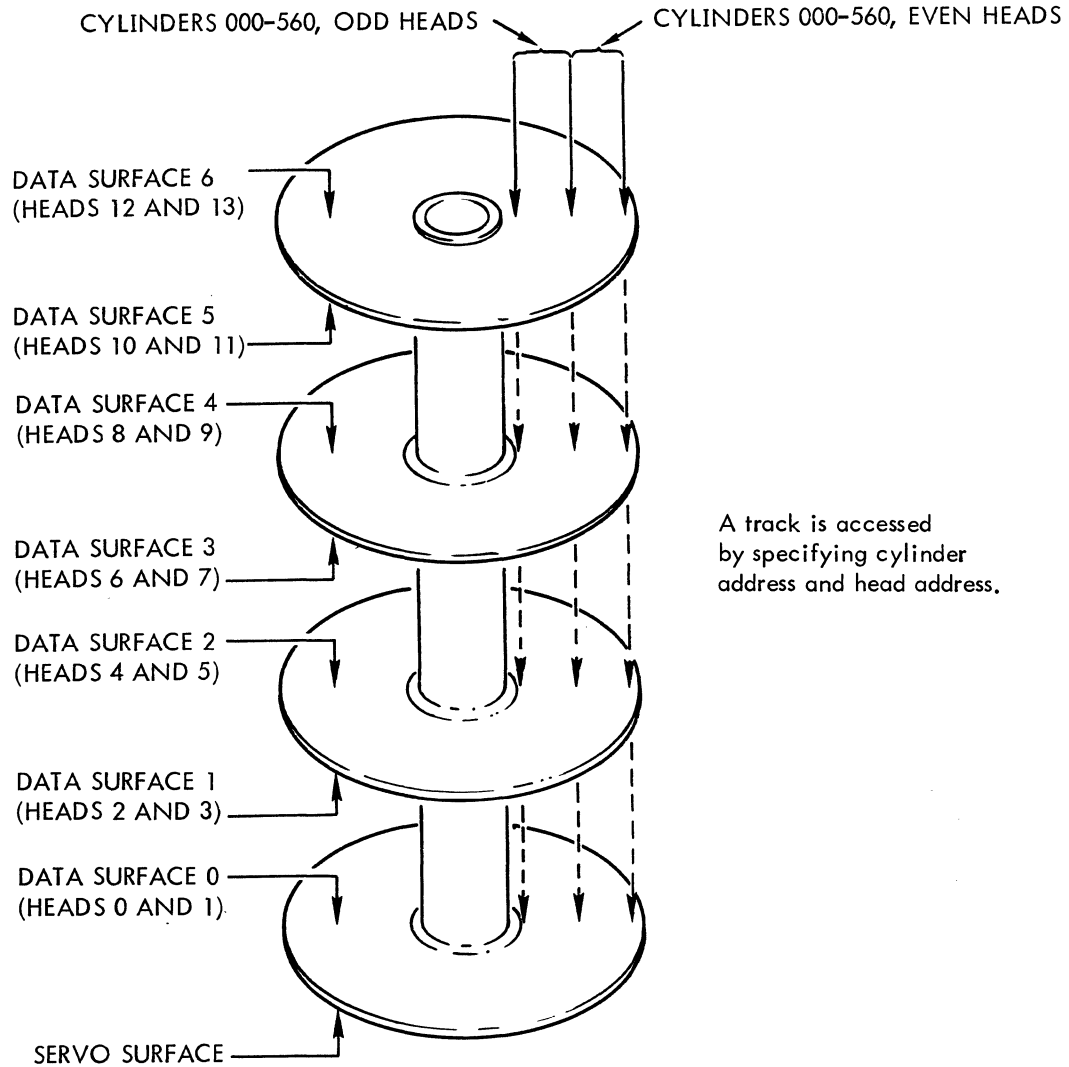 CYLINDERS 000-560, ODD HEADS
CYLINDERS 000-560, EVEN HEADS
DATA SURFACE 6
(HEADS 12 AND 13)
DATA SURFACE 5
(HEADS 10 AND 11)
DATA SURFACE 4
(HEADS 8 AND 9)
DATA SURFACE 3
(HEADS 6 AND 7)
DATA SURFACE 2
(HEADS 4 AND 5)
DATA SURFACE 1
(HEADS 2 AND 3)
DATA SURFACE 0
(HEADS 0 AND 1)
SERVO SURFACE
A track is accessed
by specifying cylinder
address and head address.